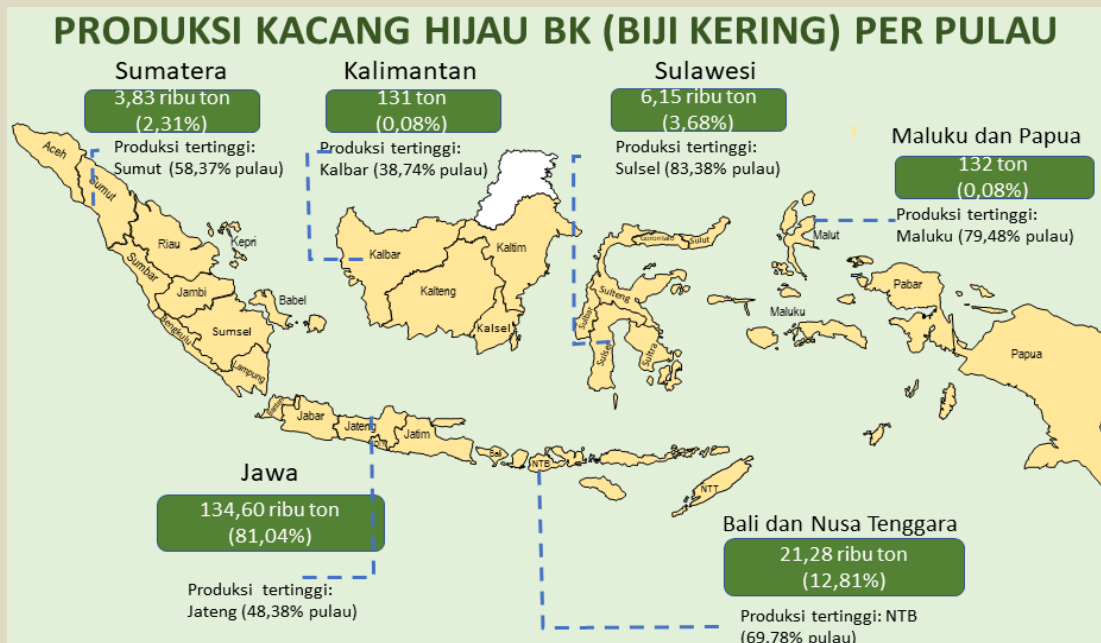 PRODUKSI KACANG HIJAU BK (BIJI KERING) PER PULAU
Sumatera
3,83 ribu ton
(2,31%)
Produksi tertinggi:
Sumut (58,37% pulau)
Kalimantan
131 ton
(0,08%)
Produksi tertinggi:
Kalbar (38,74% pulau)
Sulawesi
6,15 ribu ton
(3,68%)
Produksi tertinggi:
Sulsel (83,38% pulau)
Maluku dan Papua
132 ton
(0,08%)
Produksi tertinggi:
Maluku (79,48% pulau)
Aceh
Sumut
Riau
Kepri
Sumbar
Jambi
Babel
Bengkulu
Sumsel
Lampung
Kalbar
Kaltim
Kalteng
Kalsel
Gorontalo
Sulut
Sulteng
Sulbar
Sulsel
Sultra
Malut
Maluku
Pabar
Papua
Banten
Jabar
Jateng
Jatim
Bali
NTB
NTT
Jawa
134,60 ribu ton
(81,04%)
Produksi tertinggi:
Jateng (48,38% pulau)
Bali dan Nusa Tenggara
21,28 ribu ton
(12,81%)
Produksi tertinggi: NTB
(69,78% pulau)